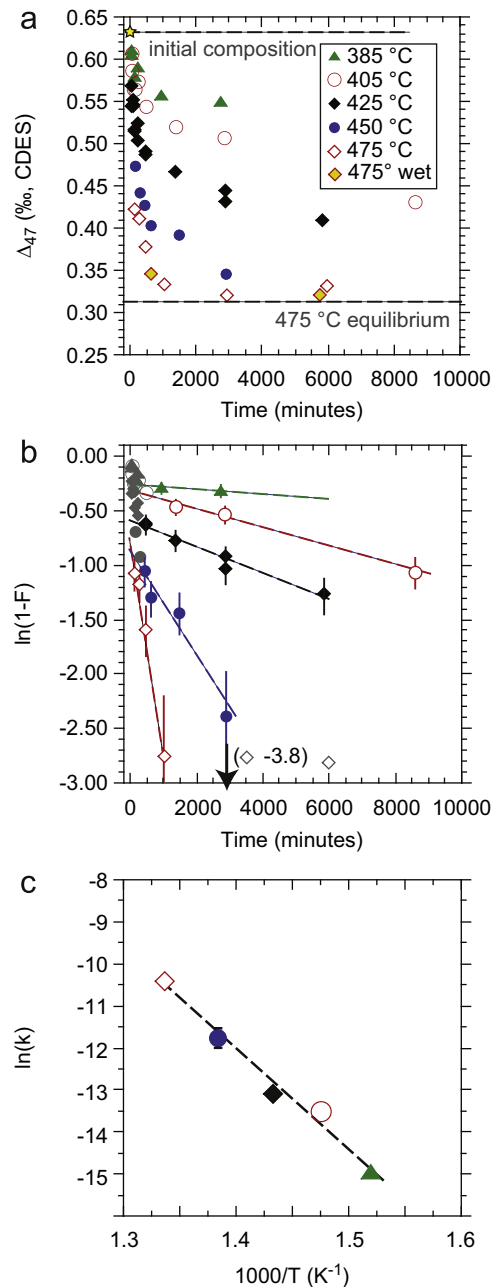 a
0.65
0.60
0.55
0.50
0.45
0.40
0.35
0.30
0.25
Δ47 (‰, CDES)
initial composition
385 °C
405 °C
425 °C
450 °C
475 °C
475° wet
475 °C equilibrium
0 2000 4000 6000 8000 10000
Time (minutes)
b
0.00
-0.50
-1.00
-1.50
-2.00
-2.50
-3.00
ln(1-F)
( -3.8)
0 2000 4000 6000 8000 10000
Time (minutes)
c
-8
-9
-10
-11
-12
-13
-14
-15
ln(k)
1.3 1.4 1.5 1.6
1000/T (K-1)